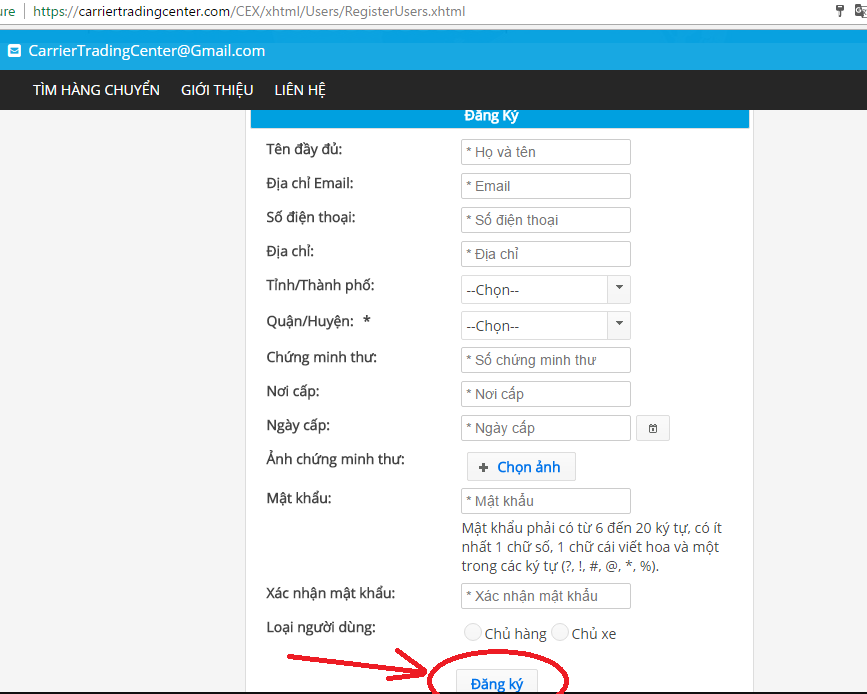 ure https://carriertradingcenter.com/CEX/xhtml/Users/RegisterUsers.xhtml
CarrierTradingCenter@Gmail.com
TÌM HÀNG CHUYỂN GIỚI THIỆU LIÊN HỆ
Đăng Ký
Tên đầy đủ: * Họ và tên
Địa chỉ Email: * Email
Số điện thoại: * Số điện thoại
Địa chỉ: * Địa chỉ
Tỉnh/Thành phố: --Chọn--
Quận/Huyện: * --Chọn--
Chứng minh thư: * Số chứng minh thư
Nơi cấp: * Nơi cấp
Ngày cấp: * Ngày cấp
Ảnh chứng minh thư: + Chọn ảnh
Mật khẩu: * Mật khẩu
Mật khẩu phải có từ 6 đến 20 ký tự, có ít
nhất 1 chữ số, 1 chữ cái viết hoa và một
trong các ký tự (?, !, #, @, *, %).
Xác nhận mật khẩu: * Xác nhận mật khẩu
Loại người dùng: Chủ hàng Chủ xe
Đăng ký